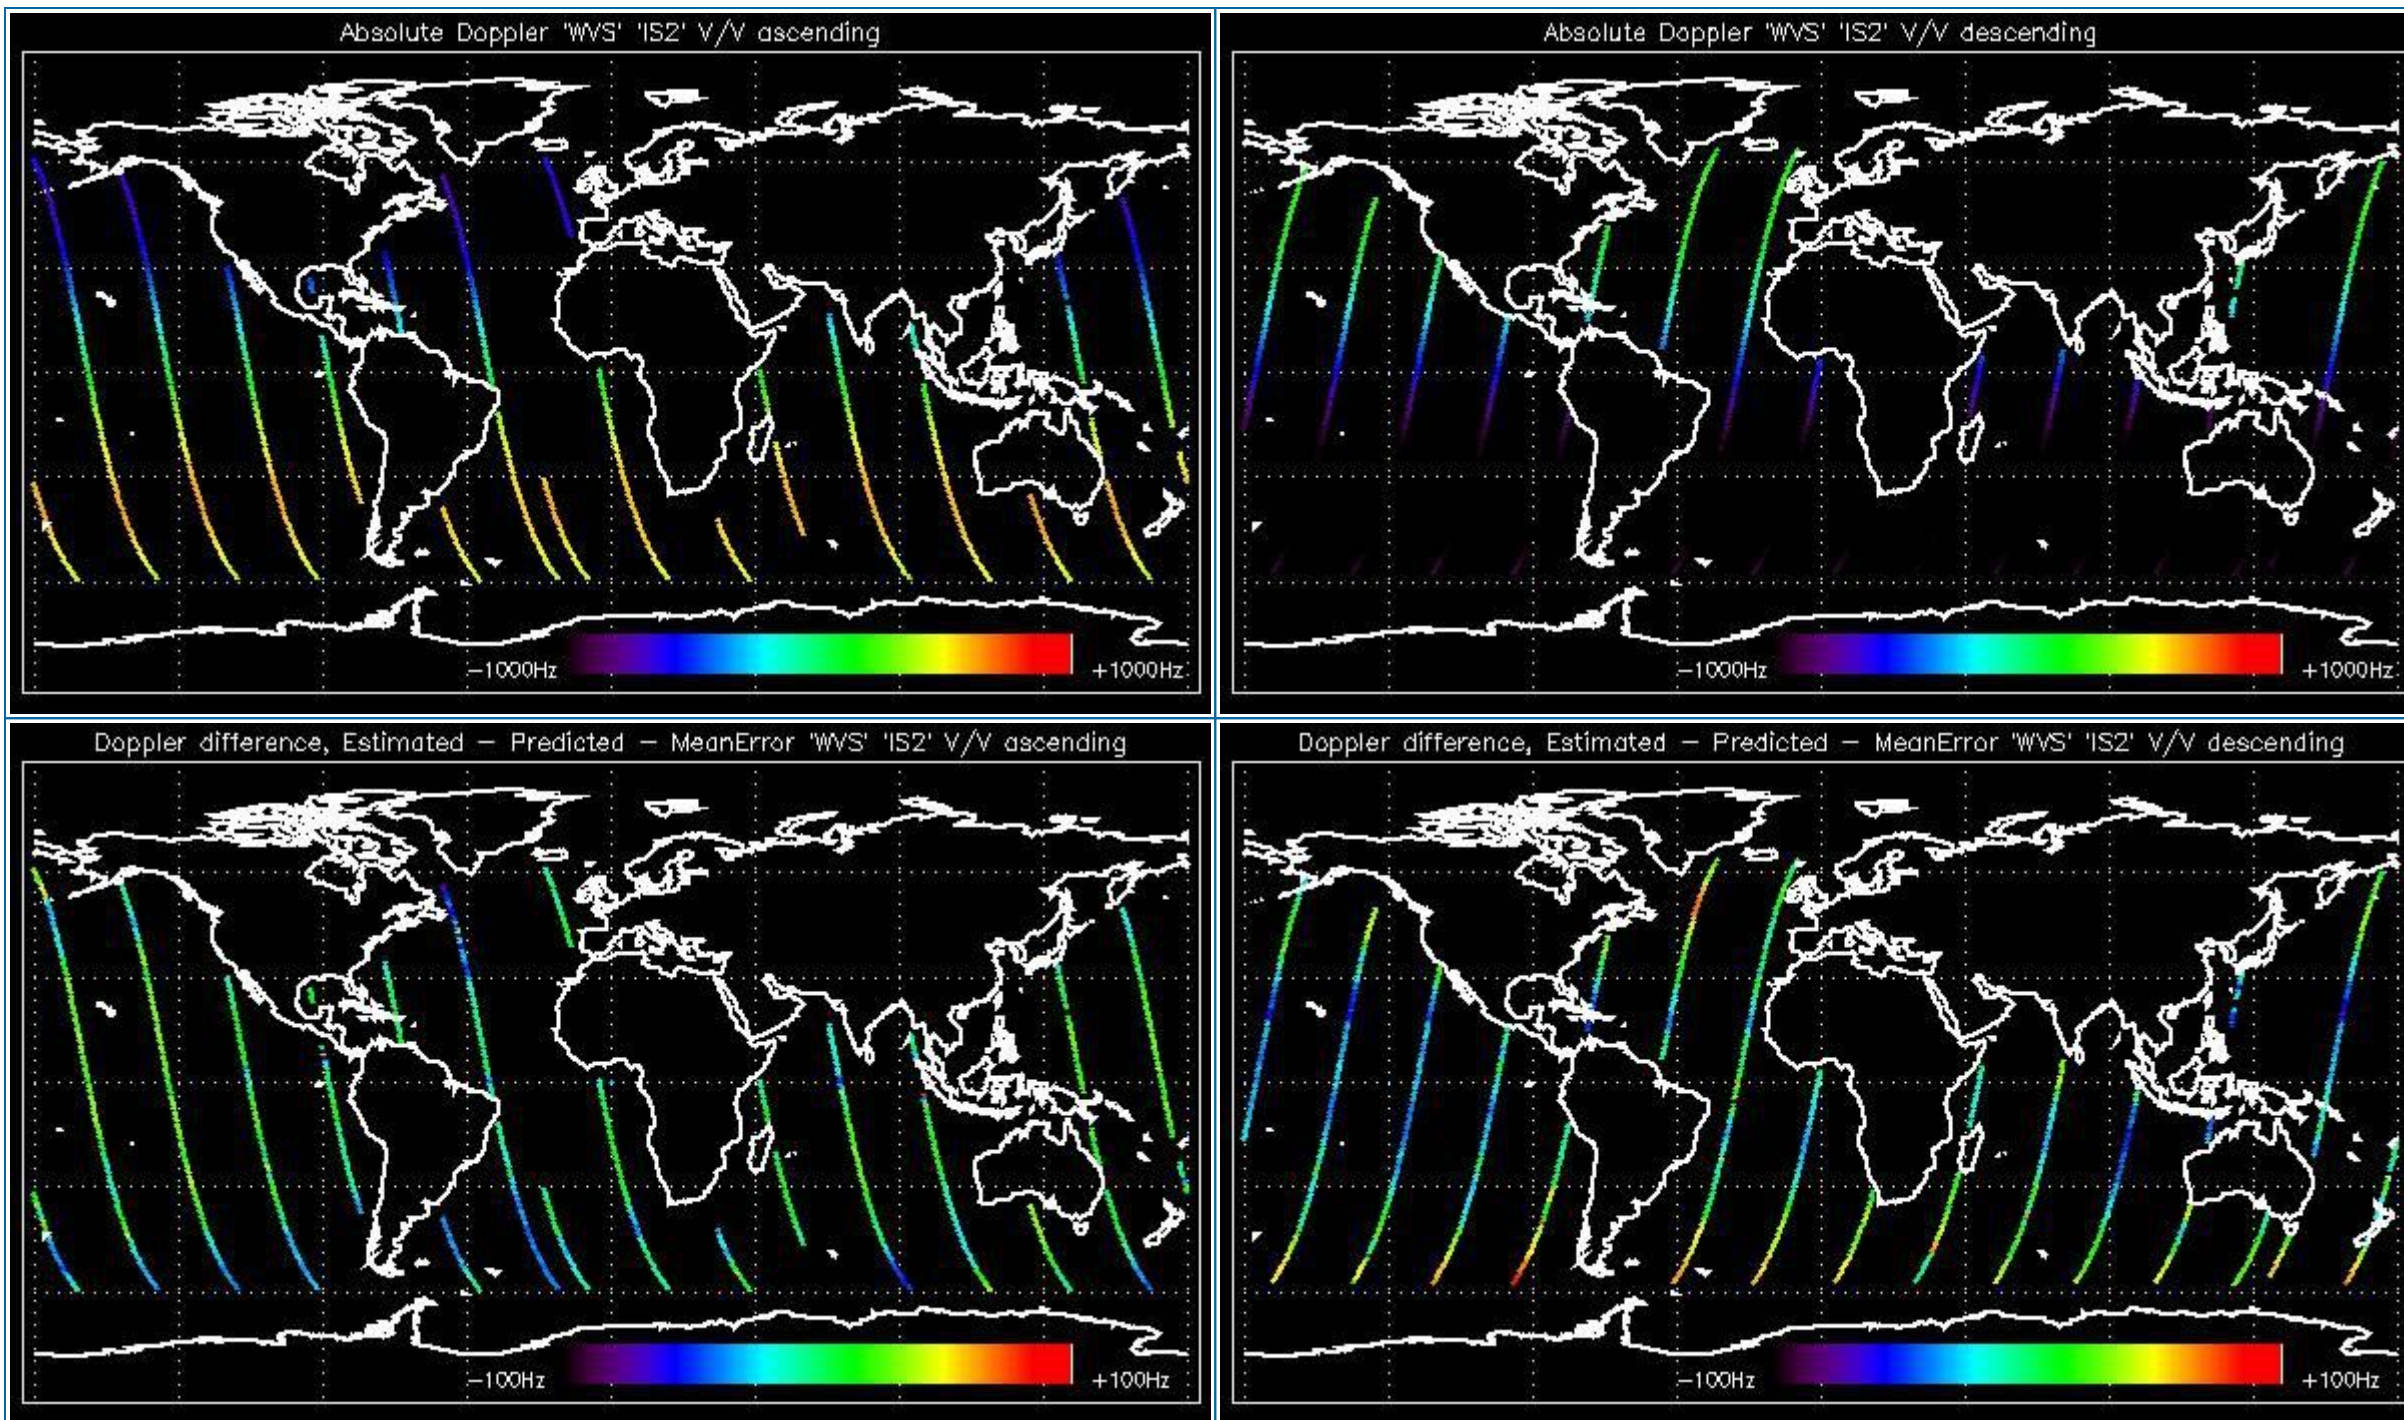 Absolute Doppler 'WVS' 'IS2' V/V ascending
-1000Hz
+1000Hz
Absolute Doppler 'WVS' 'IS2' V/V descending
-1000Hz
+1000Hz
Doppler difference, Estimated - Predicted - MeanError 'WVS' 'IS2' V/V ascending
-100Hz
+100Hz
Doppler difference, Estimated - Predicted - MeanError 'WVS' 'IS2' V/V descending
-100Hz
+100Hz